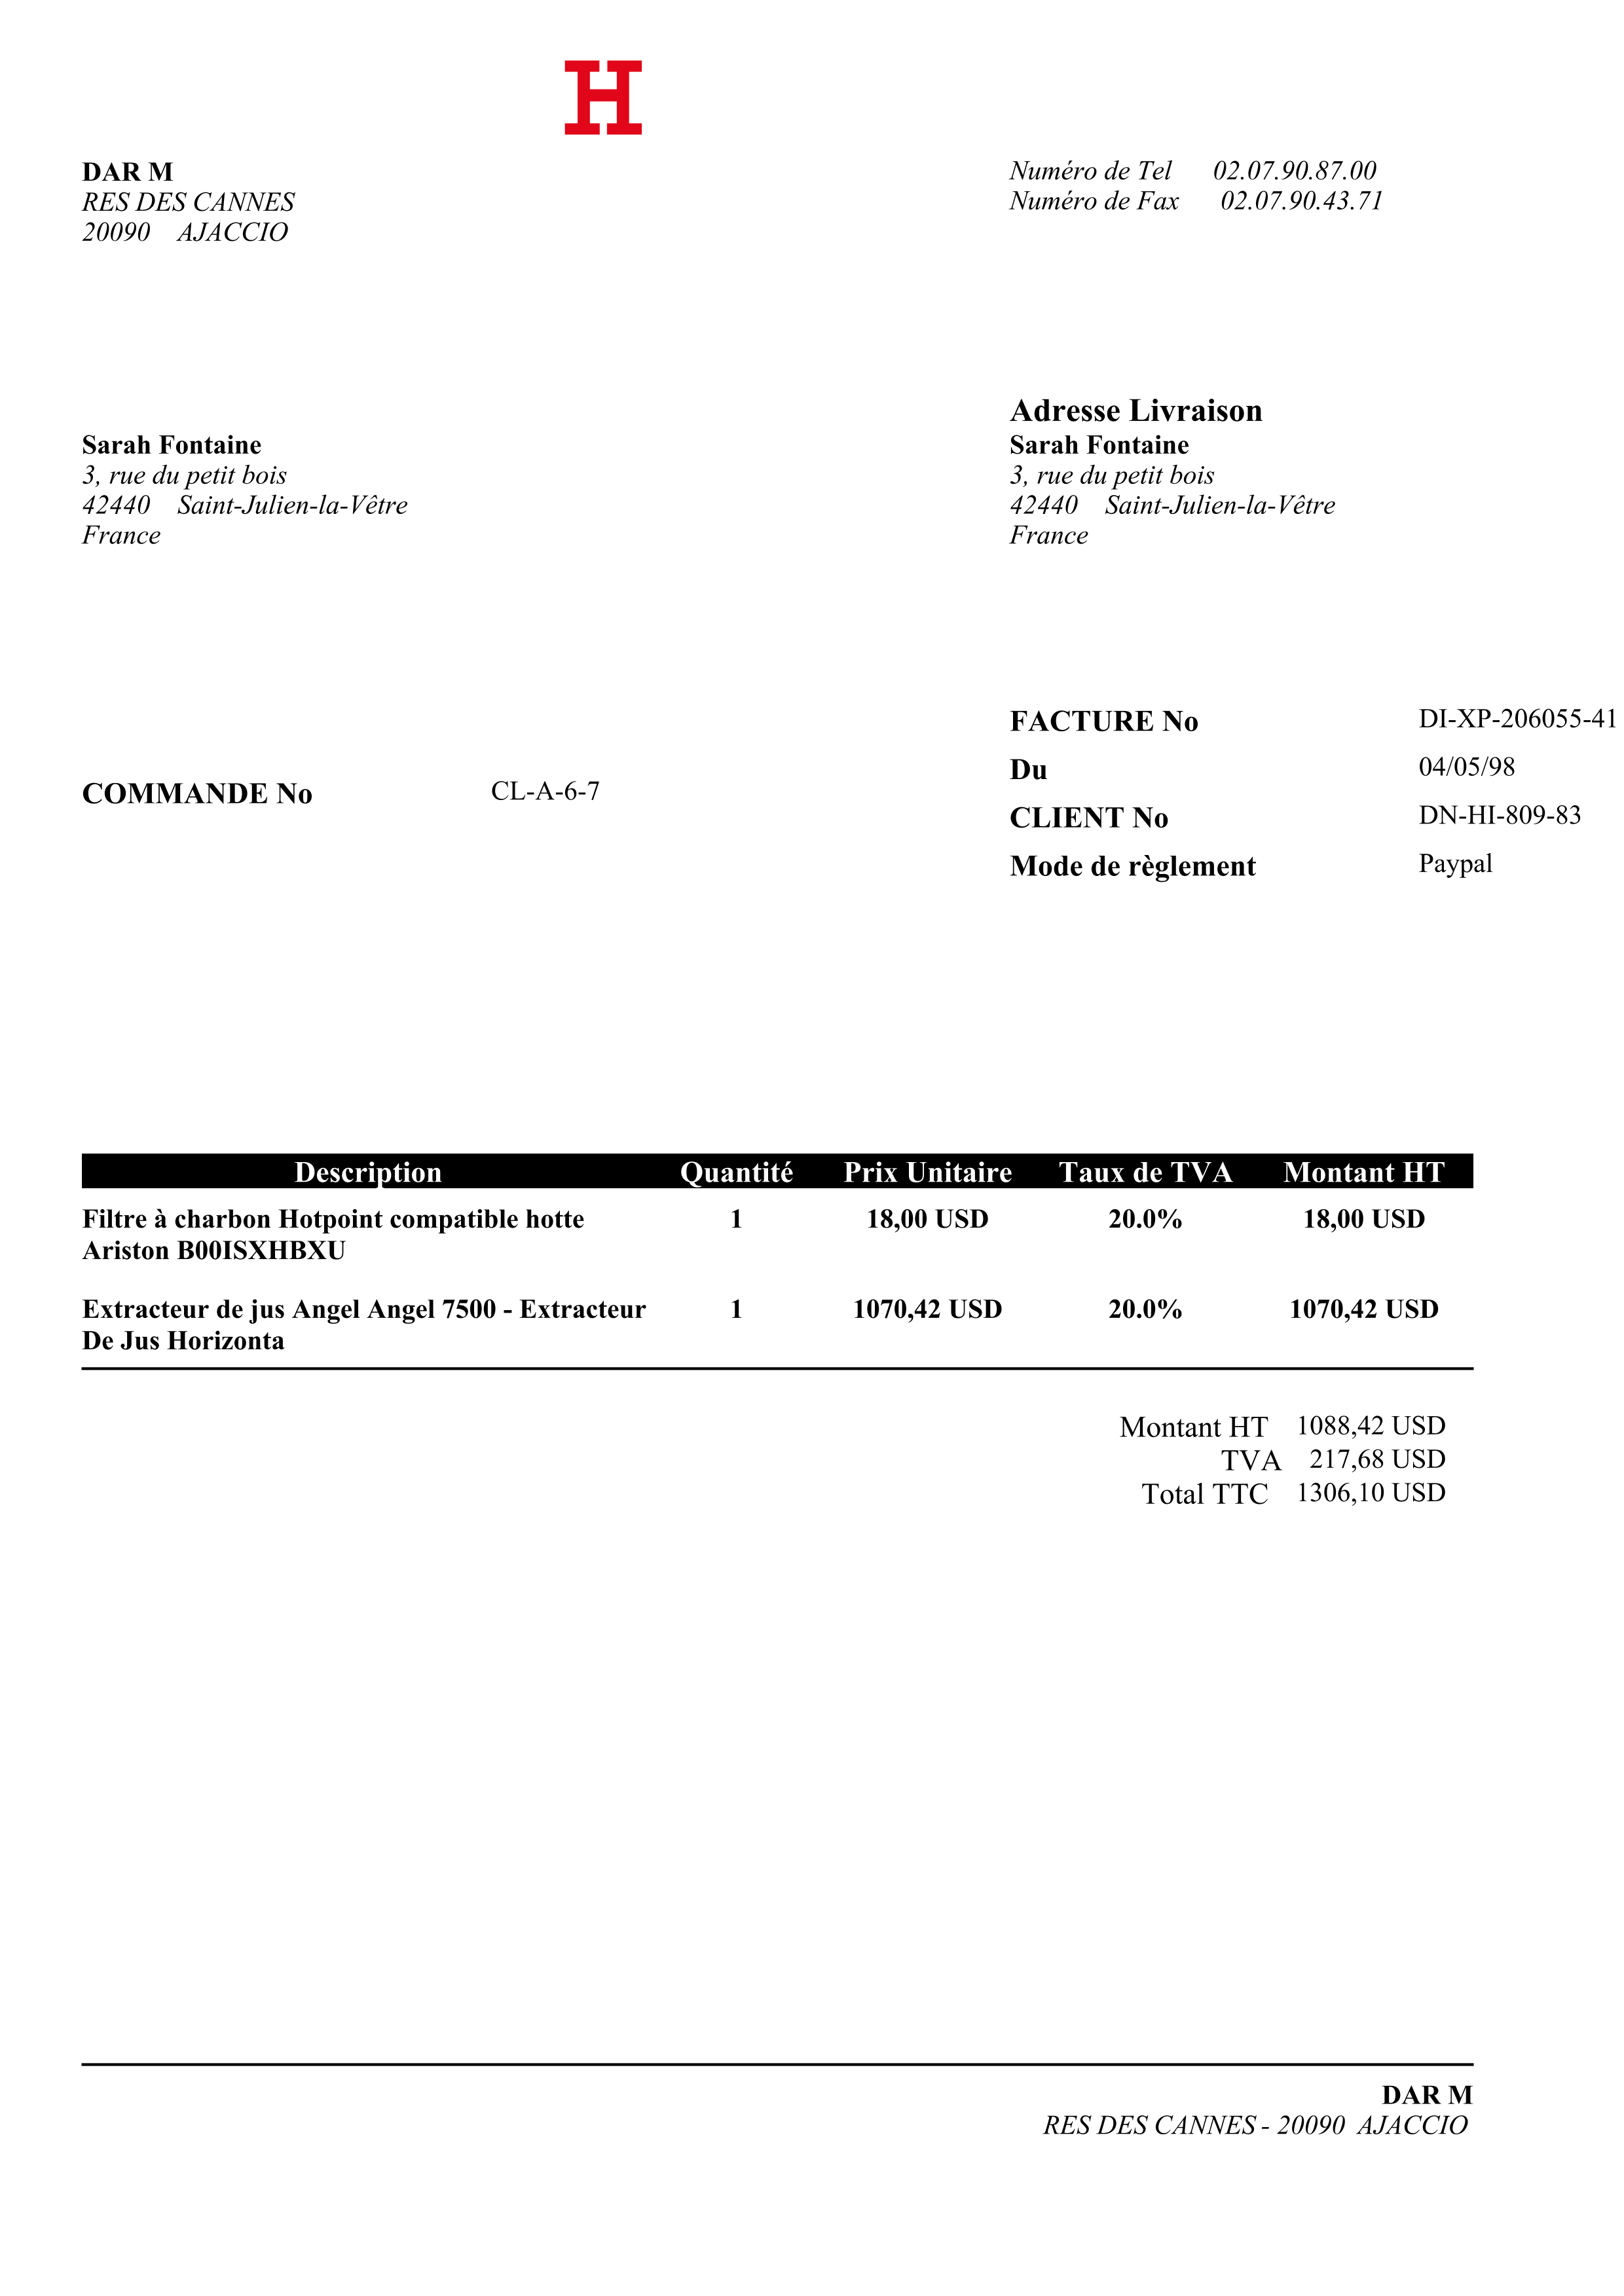 H
DAR M
RES DES CANNES
20090 AJACCIO
Numéro de Tel 02.07.90.87.00
Numéro de Fax 02.07.90.43.71
Sarah Fontaine
3, rue du petit bois
42440 Saint-Julien-la-Vêtre
France
Adresse Livraison
Sarah Fontaine
3, rue du petit bois
42440 Saint-Julien-la-Vêtre
France
COMMANDE No CL-A-6-7
FACTURE No DI-XP-206055-41
Du 04/05/98
CLIENT No DN-HI-809-83
Mode de règlement Paypal
Description Quantité Prix Unitaire Taux de TVA Montant HT
Filtre à charbon Hotpoint compatible hotte 1 18,00 USD 20.0% 18,00 USD
Ariston B00ISXHBXU
Extracteur de jus Angel Angel 7500 - Extracteur 1 1070,42 USD 20.0% 1070,42 USD
De Jus Horizonta
Montant HT 1088,42 USD
TVA 217,68 USD
Total TTC 1306,10 USD
DAR M
RES DES CANNES - 20090 AJACCIO